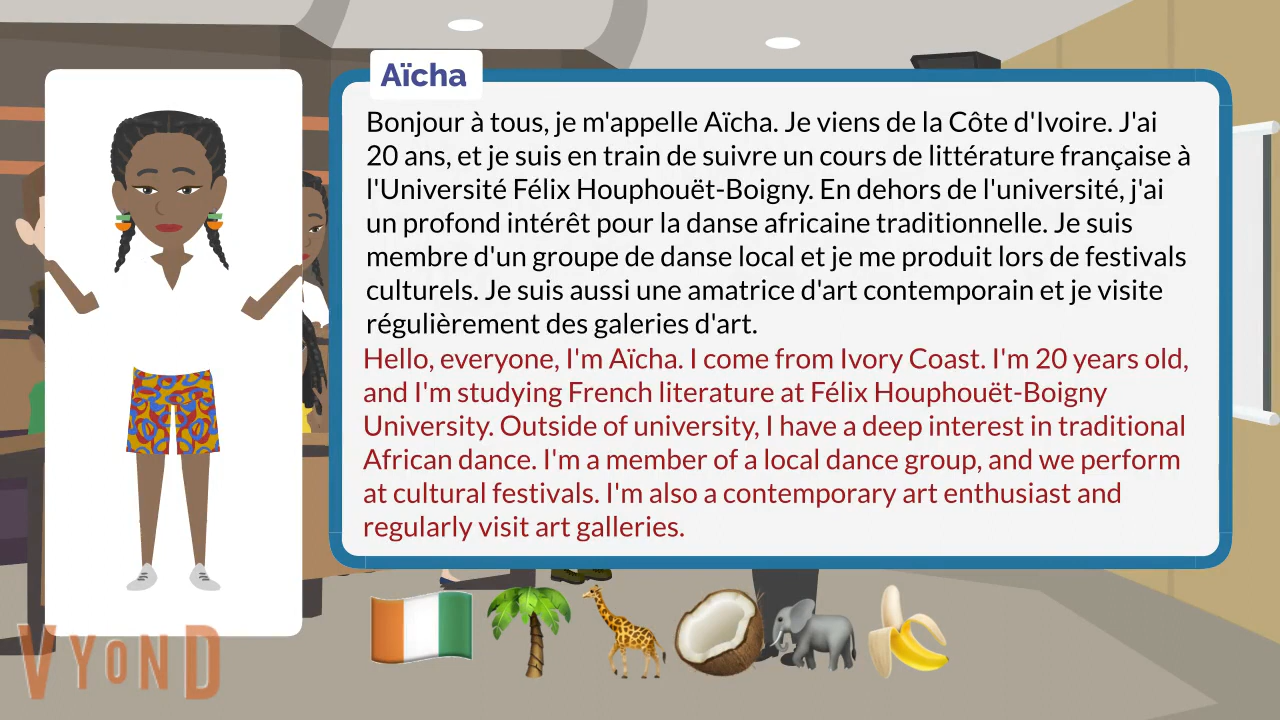 Aïcha
Bonjour à tous, je m'appelle Aïcha. Je viens de la Côte d'Ivoire. J'ai
20 ans, et je suis en train de suivre un cours de littérature française à
l'Université Félix Houphouët-Boigny. En dehors de l'université, j'ai
un profond intérêt pour la danse africaine traditionnelle. Je suis
membre d'un groupe de danse local et je me produit lors de festivals
culturels. Je suis aussi une amatrice d'art contemporain et je visite
régulièrement des galeries d'art.
Hello, everyone, I'm Aïcha. I come from Ivory Coast. I'm 20 years old,
and I'm studying French literature at Félix Houphouët-Boigny
University. Outside of university, I have a deep interest in traditional
African dance. I'm a member of a local dance group, and we perform
at cultural festivals. I'm also a contemporary art enthusiast and
regularly visit art galleries.
VYOND